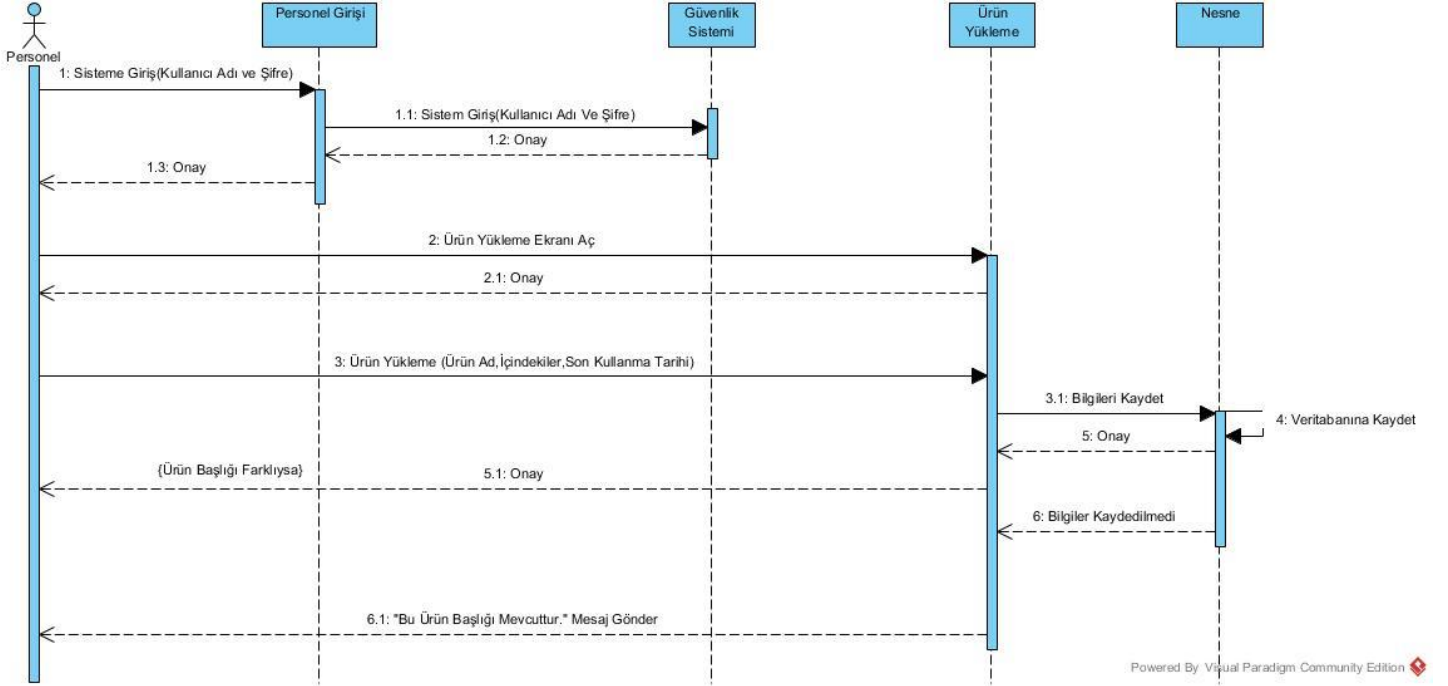 Personel
Personel Girişi
Güvenlik
Sistemi
Ürün
Yükleme
Nesne
1: Sisteme Giriş(Kullanıcı Adı ve Şifre)
1.1: Sistem Giriş(Kullanıcı Adı Ve Şifre)
1.2: Onay
1.3: Onay
2: Ürün Yükleme Ekranı Aç
2.1: Onay
3: Ürün Yükleme (Ürün Ad,İçindekiler,Son Kullanma Tarihi)
3.1: Bilgileri Kaydet
4: Veritabanına Kaydet
5: Onay
{Ürün Başlığı Farklıysa}
5.1: Onay
6: Bilgiler Kaydedilmedi
6.1: "Bu Ürün Başlığı Mevcuttur." Mesaj Gönder
Powered By Visual Paradigm Community Edition